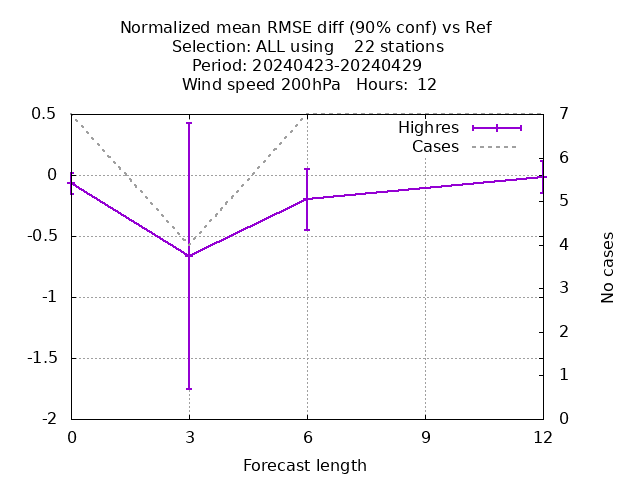 Normalized mean RMSE diff (90% conf) vs Ref
Selection: ALL using    22 stations
Period: 20240423-20240429
Wind speed 200hPa   Hours:  12
Highres
Cases
0.5
0
-0.5
-1
-1.5
-2
7
6
5
4
3
2
1
0
No cases
0
3
6
9
12
Forecast length